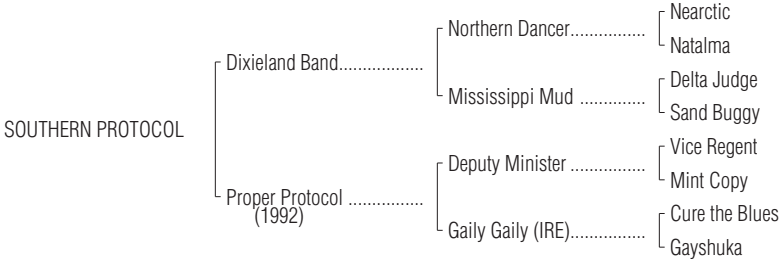 Nearctic
Northern Dancer......................
Natalma
Dixieland Band..................
Delta Judge
Mississippi Mud ..............
Sand Buggy
SOUTHERN PROTOCOL
Vice Regent
Deputy Minister ................
Mint Copy
Proper Protocol ................
(1992)
Cure the Blues
Gaily Gaily (IRE)................
Gayshuka